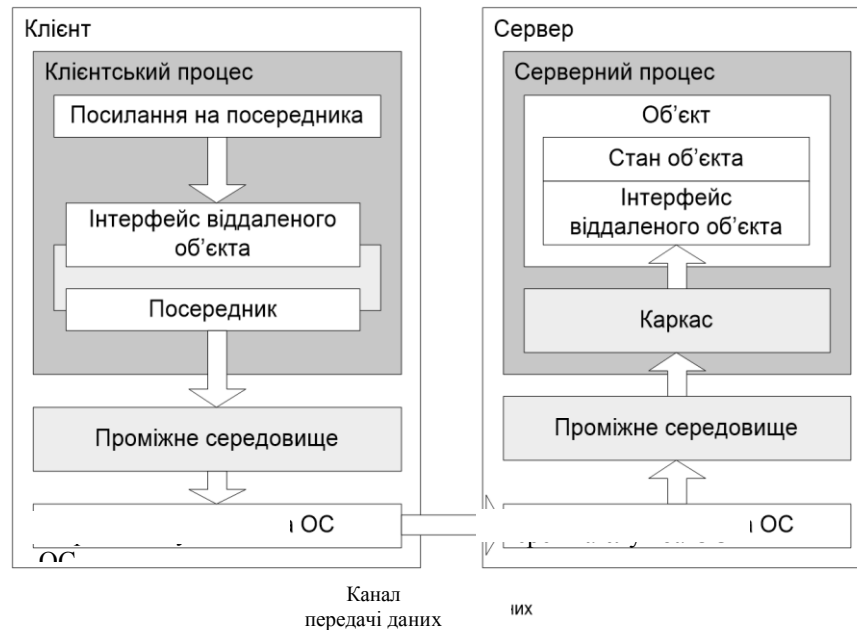 Клієнт
Клієнтський процес
Посилання на посередника
Інтерфейс віддаленого
об’єкта
Посередник
Проміжне середовище
ОС
ОС
Сервер
Серверний процес
Об’єкт
Стан об’єкта
Інтерфейс
віддаленого об’єкта
Каркас
Проміжне середовище
ОС
Канал
передачі даних